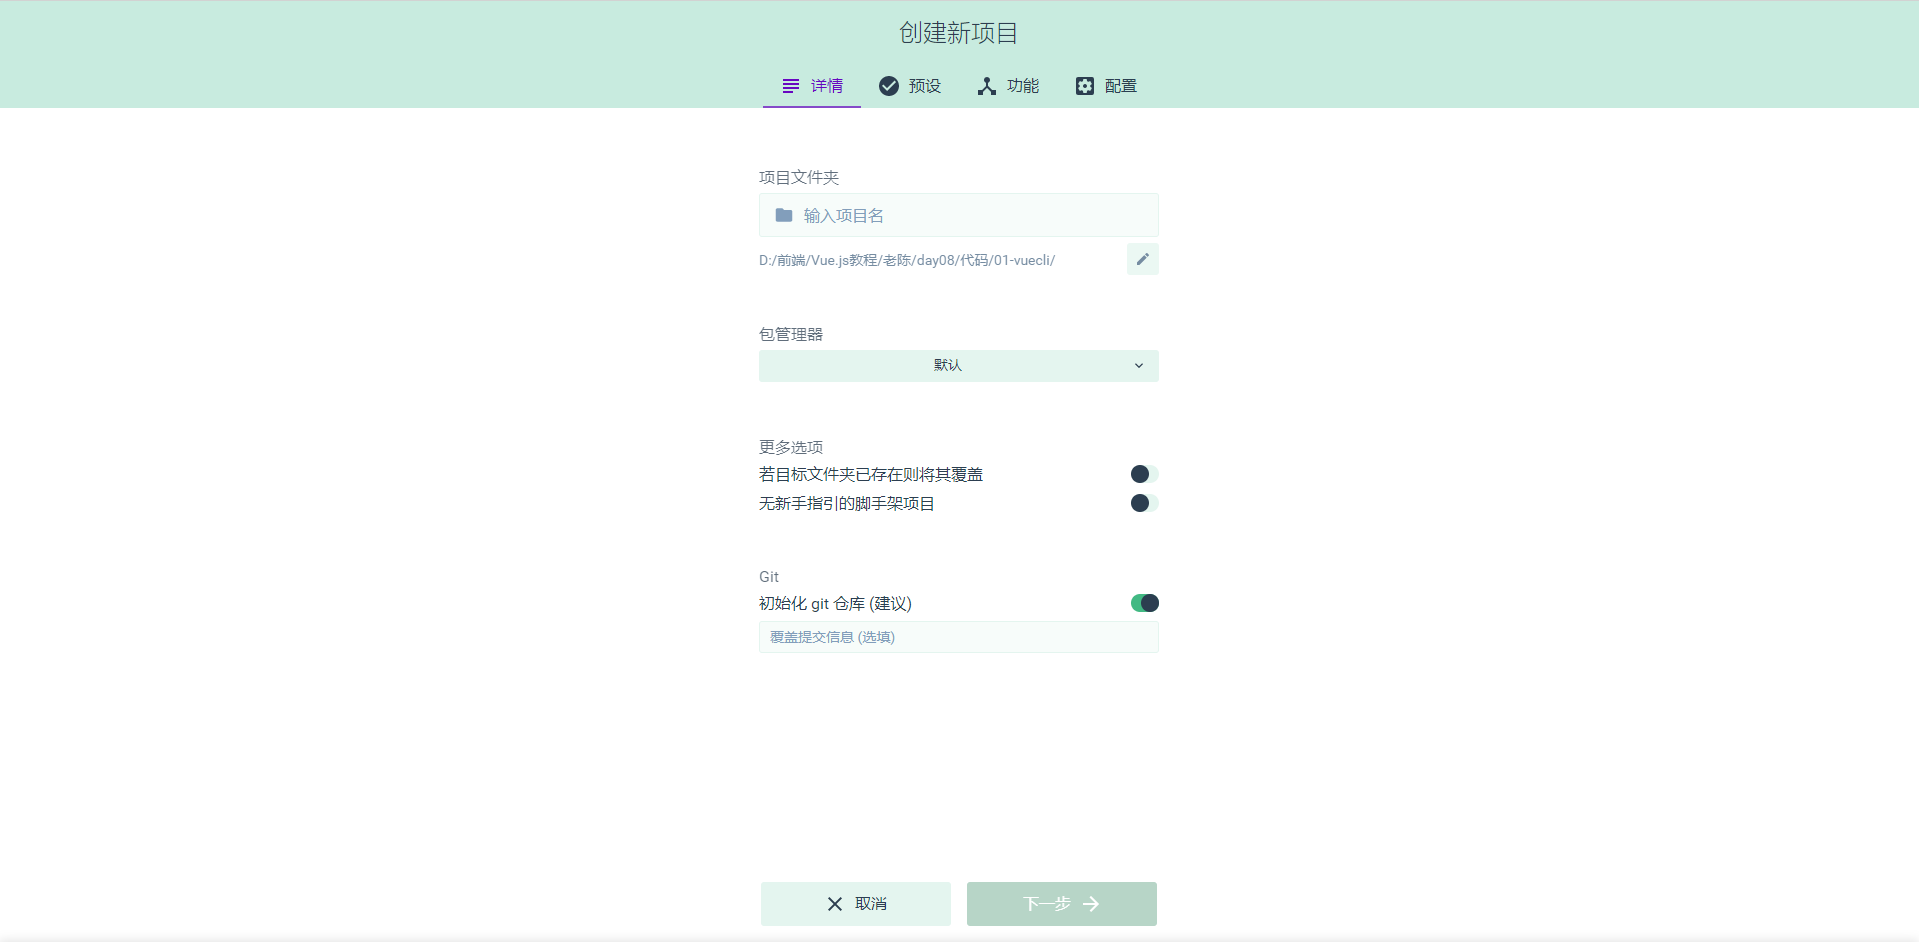 创建新项目
详情 预设 功能 配置
项目文件夹
输入项目名
D:/前端/Vue.js教程/老陈/day08/代码/01-vuecli/
包管理器
默认
更多选项
若目标文件夹已存在则将其覆盖
无新手指引的脚手架项目
Git
初始化 git 仓库 (建议)
覆盖提交信息 (选填)
取消 下一步